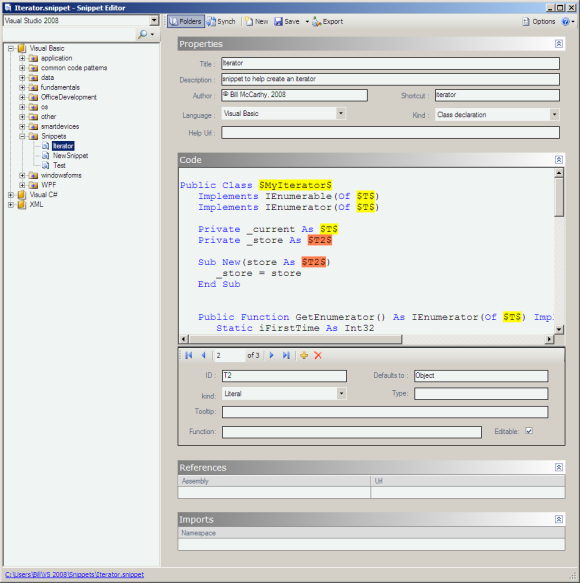 Iterator.snippet - Snippet Editor
Visual Studio 2008
Folders Synch New Save Export Options
Visual Basic
application
common code patterns
data
fundamentals
OfficeDevelopment
os
other
smartdevices
Snippets
Iterator
NewSnippet
Test
windowsforms
WPF
Visual C#
XML
Properties
Title : Iterator
Description : snippet to help create an iterator
Author : © Bill McCarthy, 2008 Shortcut : iterator
Language : Visual Basic Kind : Class declaration
Help Url :
Code
Public Class $MyIterator$
Implements IEnumerable(Of $T$)
Implements IEnumerator(Of $T$)
Private _current As $T$
Private _store As $T2$
Sub New(store As $T2$)
_store = store
End Sub
Public Function GetEnumerator() As IEnumerator(Of $T$) Impl
Static iFirstTime As Int32
2 of 3
ID : T2 Defaults to : Object
kind: Literal Type:
Tooltip:
Function: Editable:
References
Assembly Url
Imports
Namespace
C:\Users\Bill\VS 2008\Snippets\Iterator.snippet